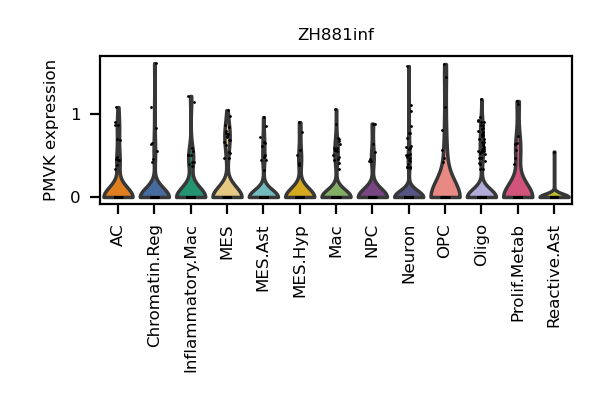 ZH881inf
PMVK expression
1
0
AC
Chromatin.Reg
Inflammatory.Mac
MES
MES.Ast
MES.Hyp
Mac
NPC
Neuron
OPC
Oligo
Prolif.Metab
Reactive.Ast